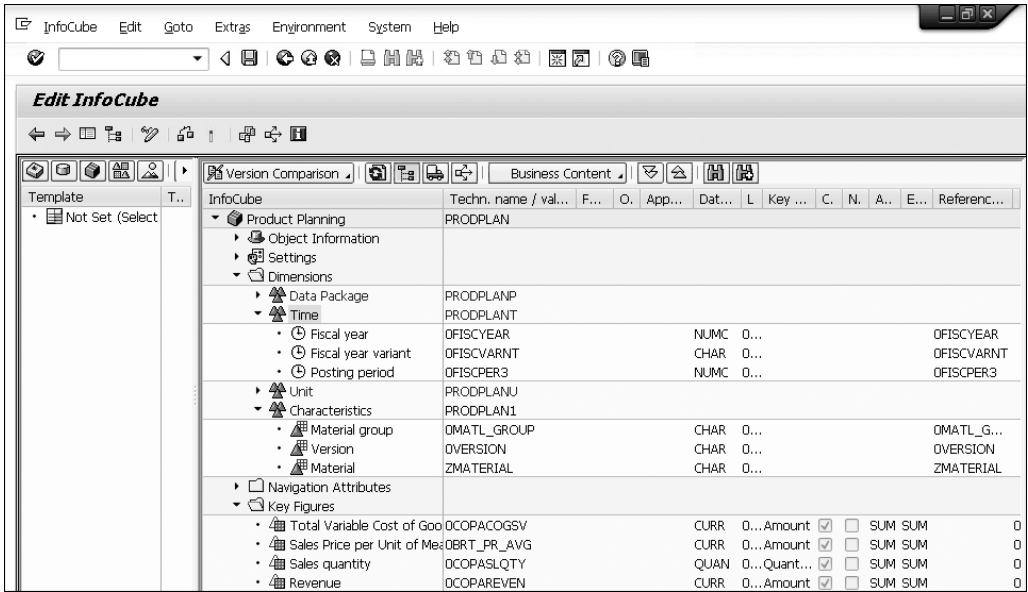 InfoCube Edit Goto Extras Environment System Help
Edit InfoCube
Version Comparison Business Content
Template T..
InfoCube Techn. name / val... F... O. App... Dat... L Key ... C. N. A.. E... Referenc...
Not Set (Select
Product Planning PRODPLAN
Object Information
Settings
Dimensions
Data Package PRODPLANP
Time PRODPLANT
Fiscal year 0FISCYEAR NUMC 0... 0FISCYEAR
Fiscal year variant 0FISCVARNT CHAR 0... 0FISCVARNT
Posting period 0FISCPER3 NUMC 0... 0FISCPER3
Unit PRODPLANU
Characteristics PRODPLAN1
Material group 0MATL_GROUP CHAR 0... 0MATL_G...
Version 0VERSION CHAR 0... 0VERSION
Material ZMATERIAL CHAR 0... ZMATERIAL
Navigation Attributes
Key Figures
Total Variable Cost of Goo 0COPACOGSV CURR 0... Amount SUM SUM 0
Sales Price per Unit of Mea 0BRT_PR_AVG CURR 0... Amount SUM SUM 0
Sales quantity 0COPASLQTY QUAN 0... Quant... SUM SUM 0
Revenue 0COPAREVEN CURR 0... Amount SUM SUM 0